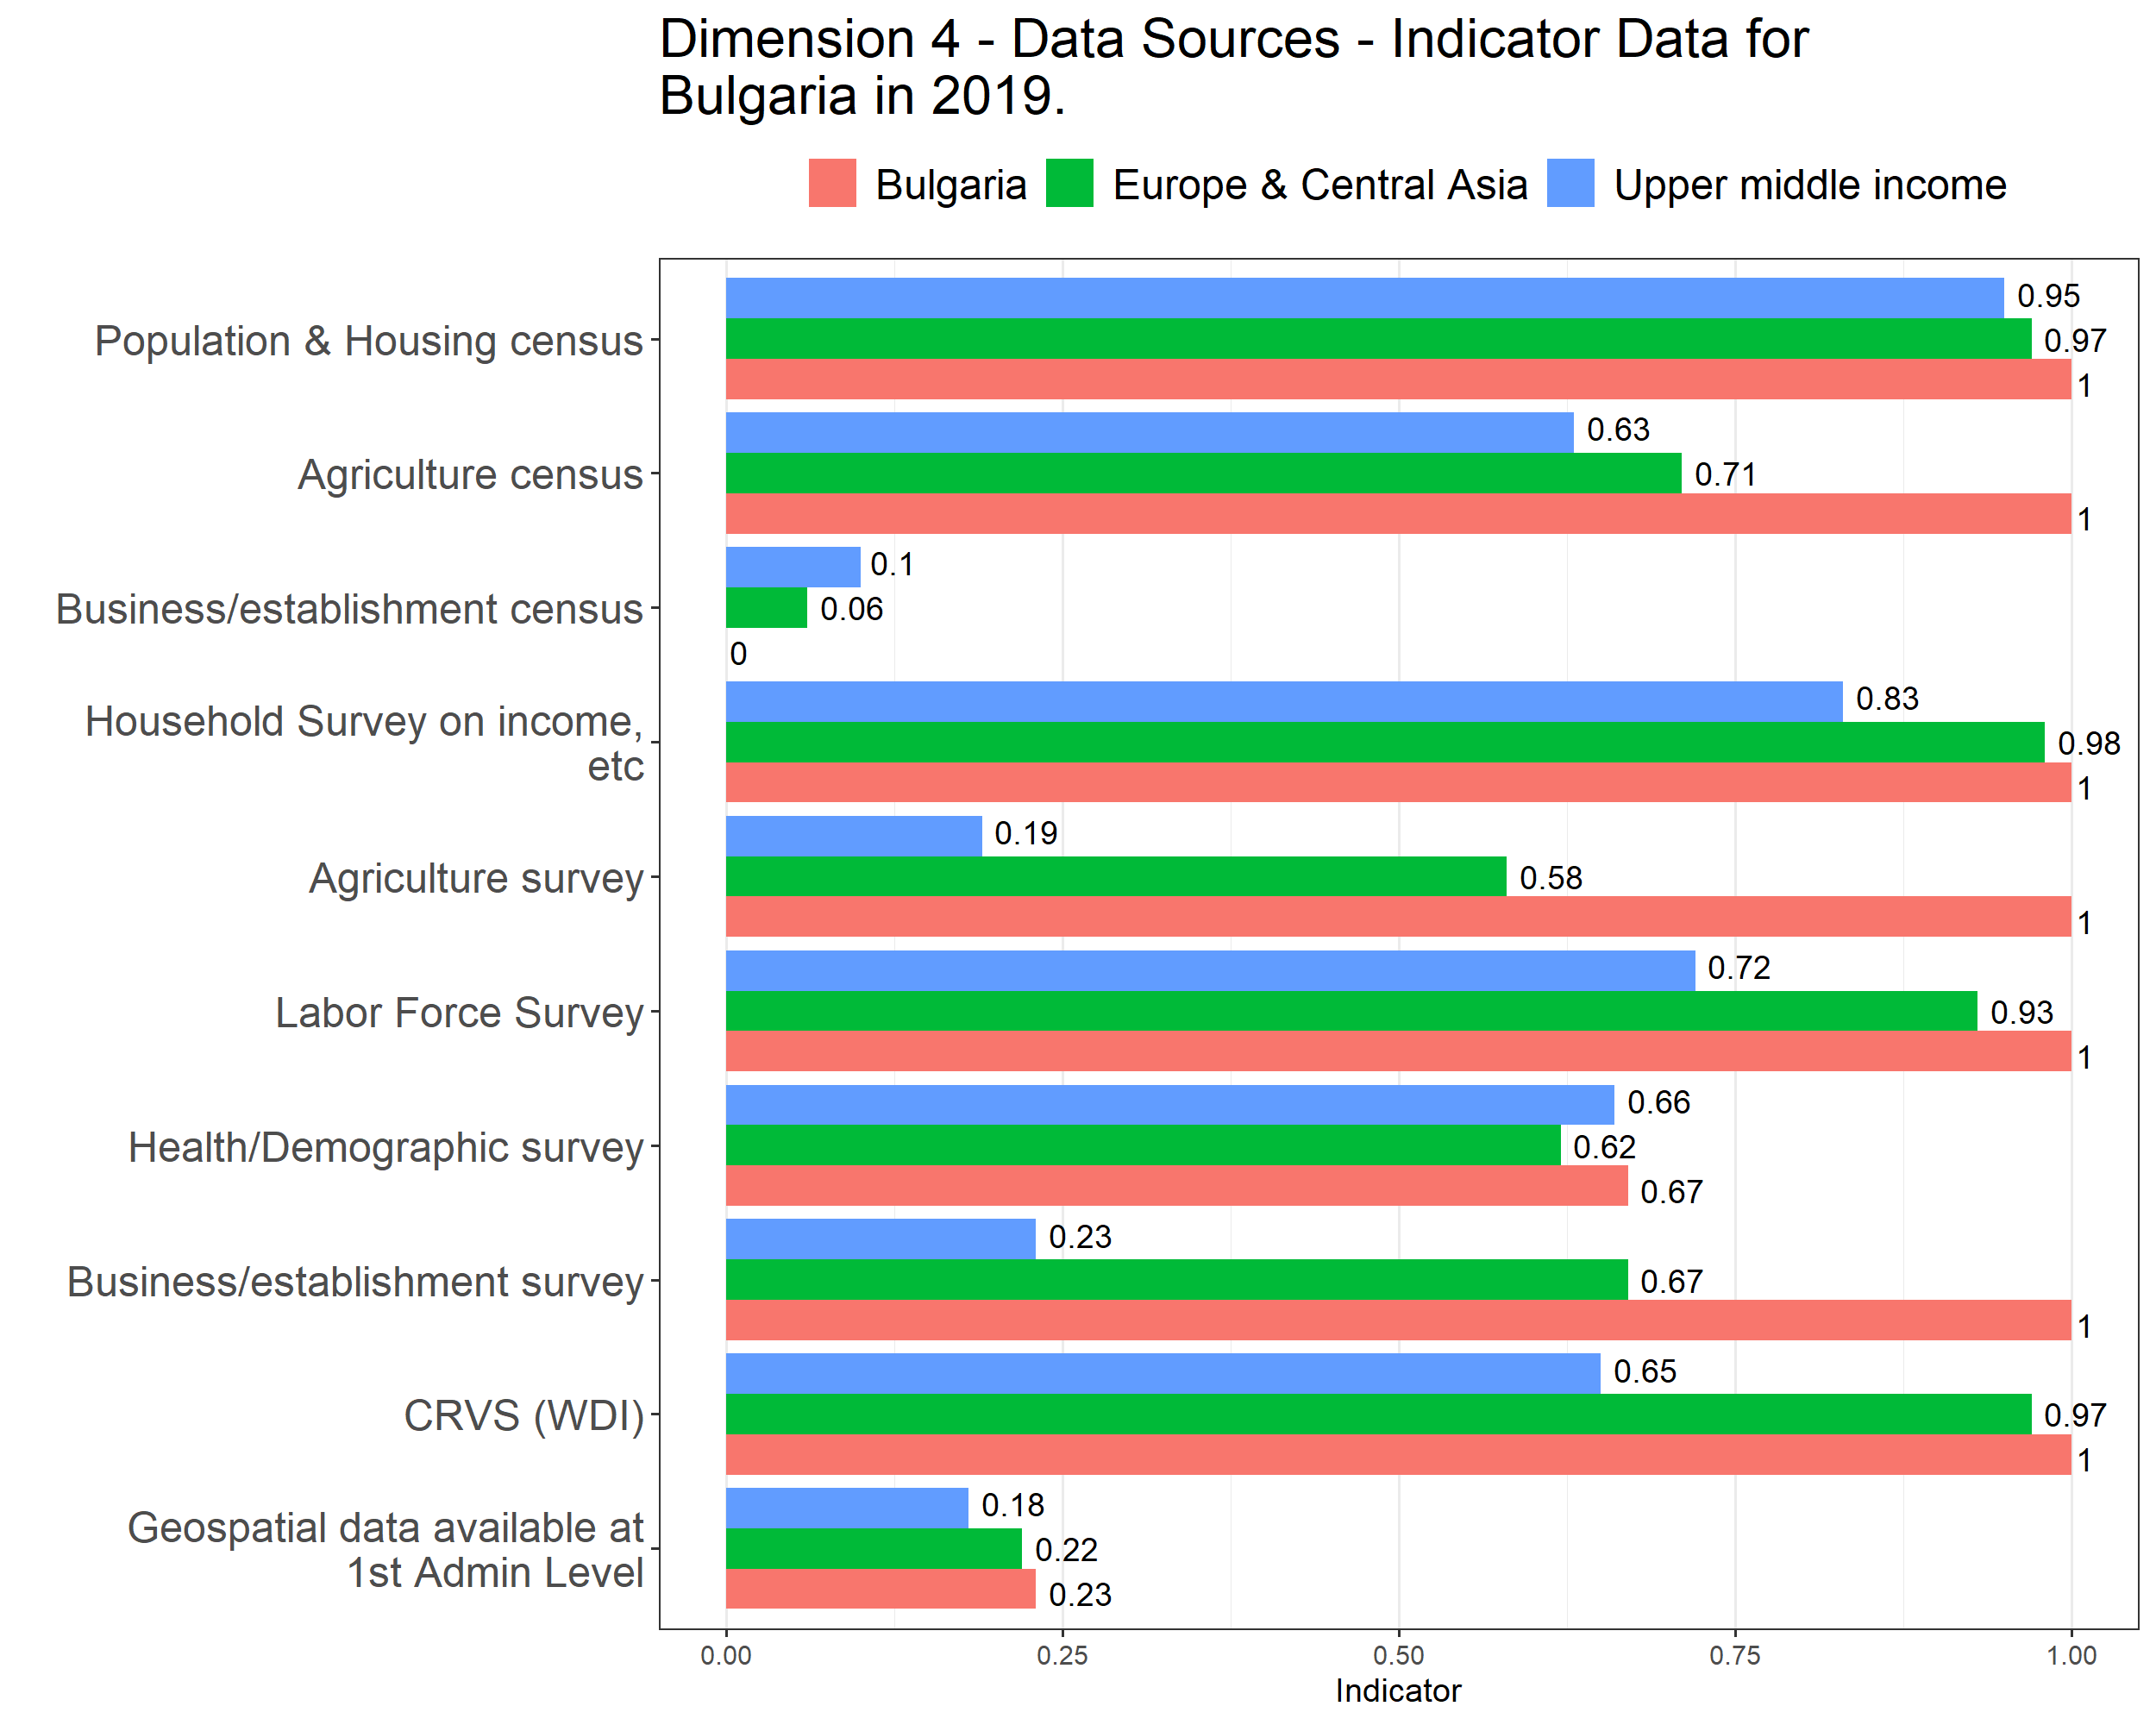 Dimension 4 - Data Sources - Indicator Data for
Bulgaria in 2019.
Bulgaria Europe & Central Asia Upper middle income
Population & Housing census
0.95
0.97
1
Agriculture census
0.63
0.71
1
Business/establishment census
0.1
0.06
0
Household Survey on income,
etc
0.83
0.98
1
Agriculture survey
0.19
0.58
1
Labor Force Survey
0.72
0.93
1
Health/Demographic survey
0.66
0.62
0.67
Business/establishment survey
0.23
0.67
1
CRVS (WDI)
0.65
0.97
1
Geospatial data available at
1st Admin Level
0.18
0.22
0.23
0.00 0.25 0.50 0.75 1.00
Indicator